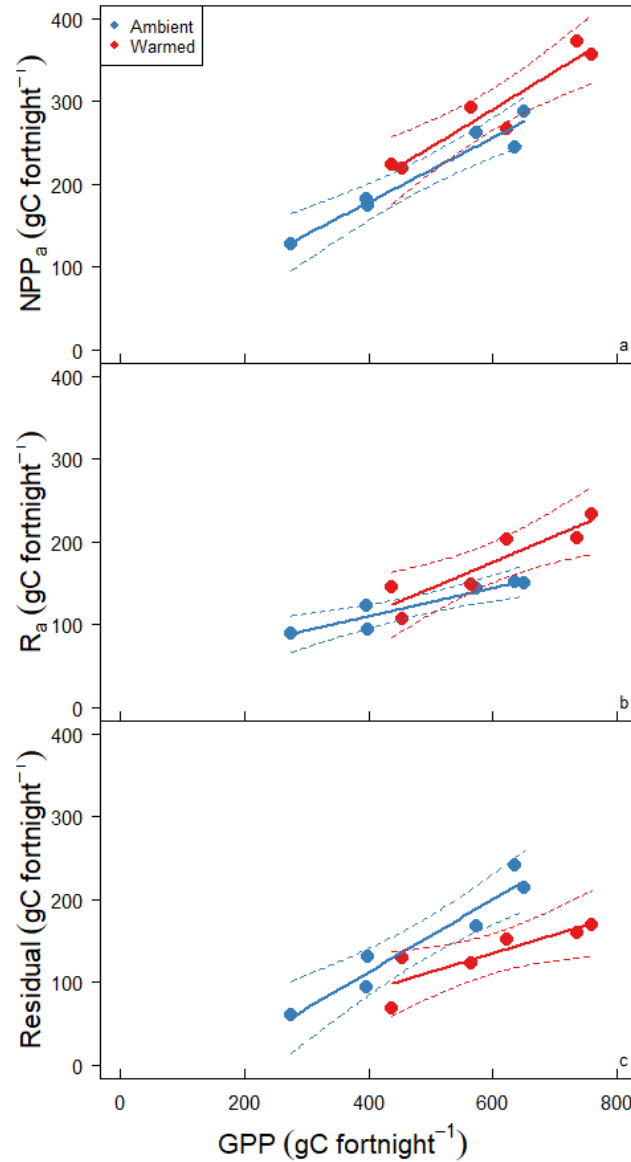 400
Ambient
Warmed
300
200
100
0
NPPₐ (gC fortnight⁻¹)
a
400
300
200
100
0
Rₐ (gC fortnight⁻¹)
b
400
300
200
100
0
Residual (gC fortnight⁻¹)
c
0 200 400 600 800
GPP (gC fortnight⁻¹)